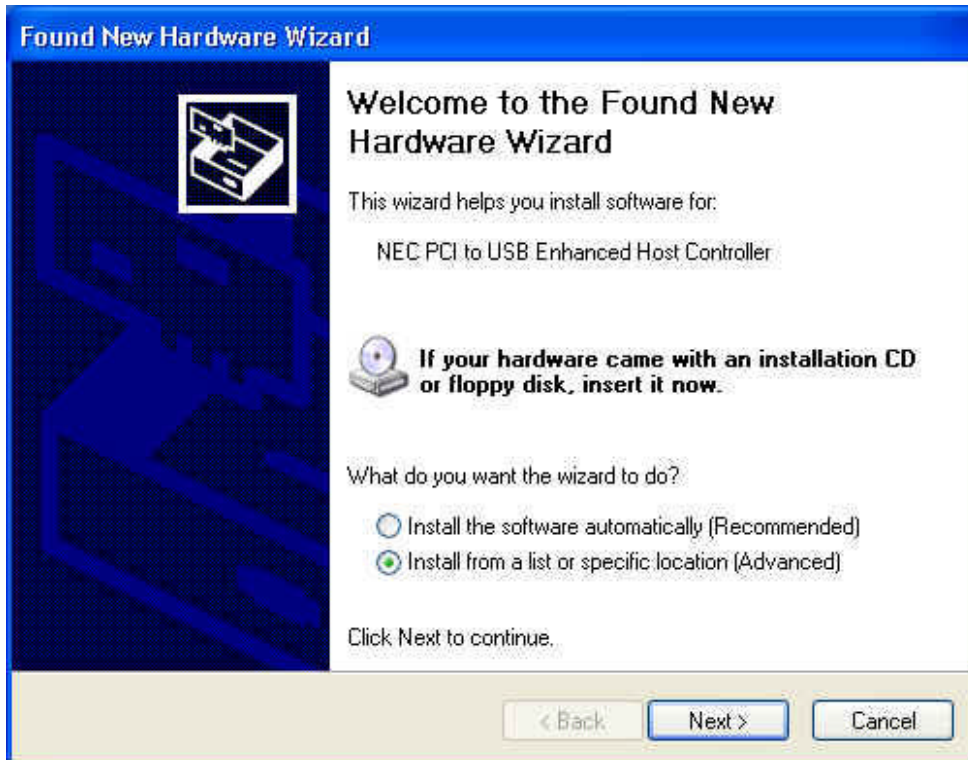 Found New Hardware Wizard
Welcome to the Found New
Hardware Wizard
This wizard helps you install software for:
NEC PCI to USB Enhanced Host Controller
If your hardware came with an installation CD
or floppy disk, insert it now.
What do you want the wizard to do?
Install the software automatically (Recommended)
Install from a list or specific location (Advanced)
Click Next to continue.
< Back Next > Cancel